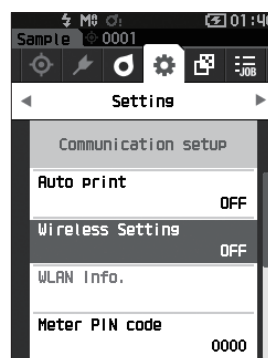 M0 01:40
Sample 0001
-JOB
Setting
Communication setup
Auto print
OFF
Wireless Setting
OFF
WLAN Info.
Meter PIN code
0000